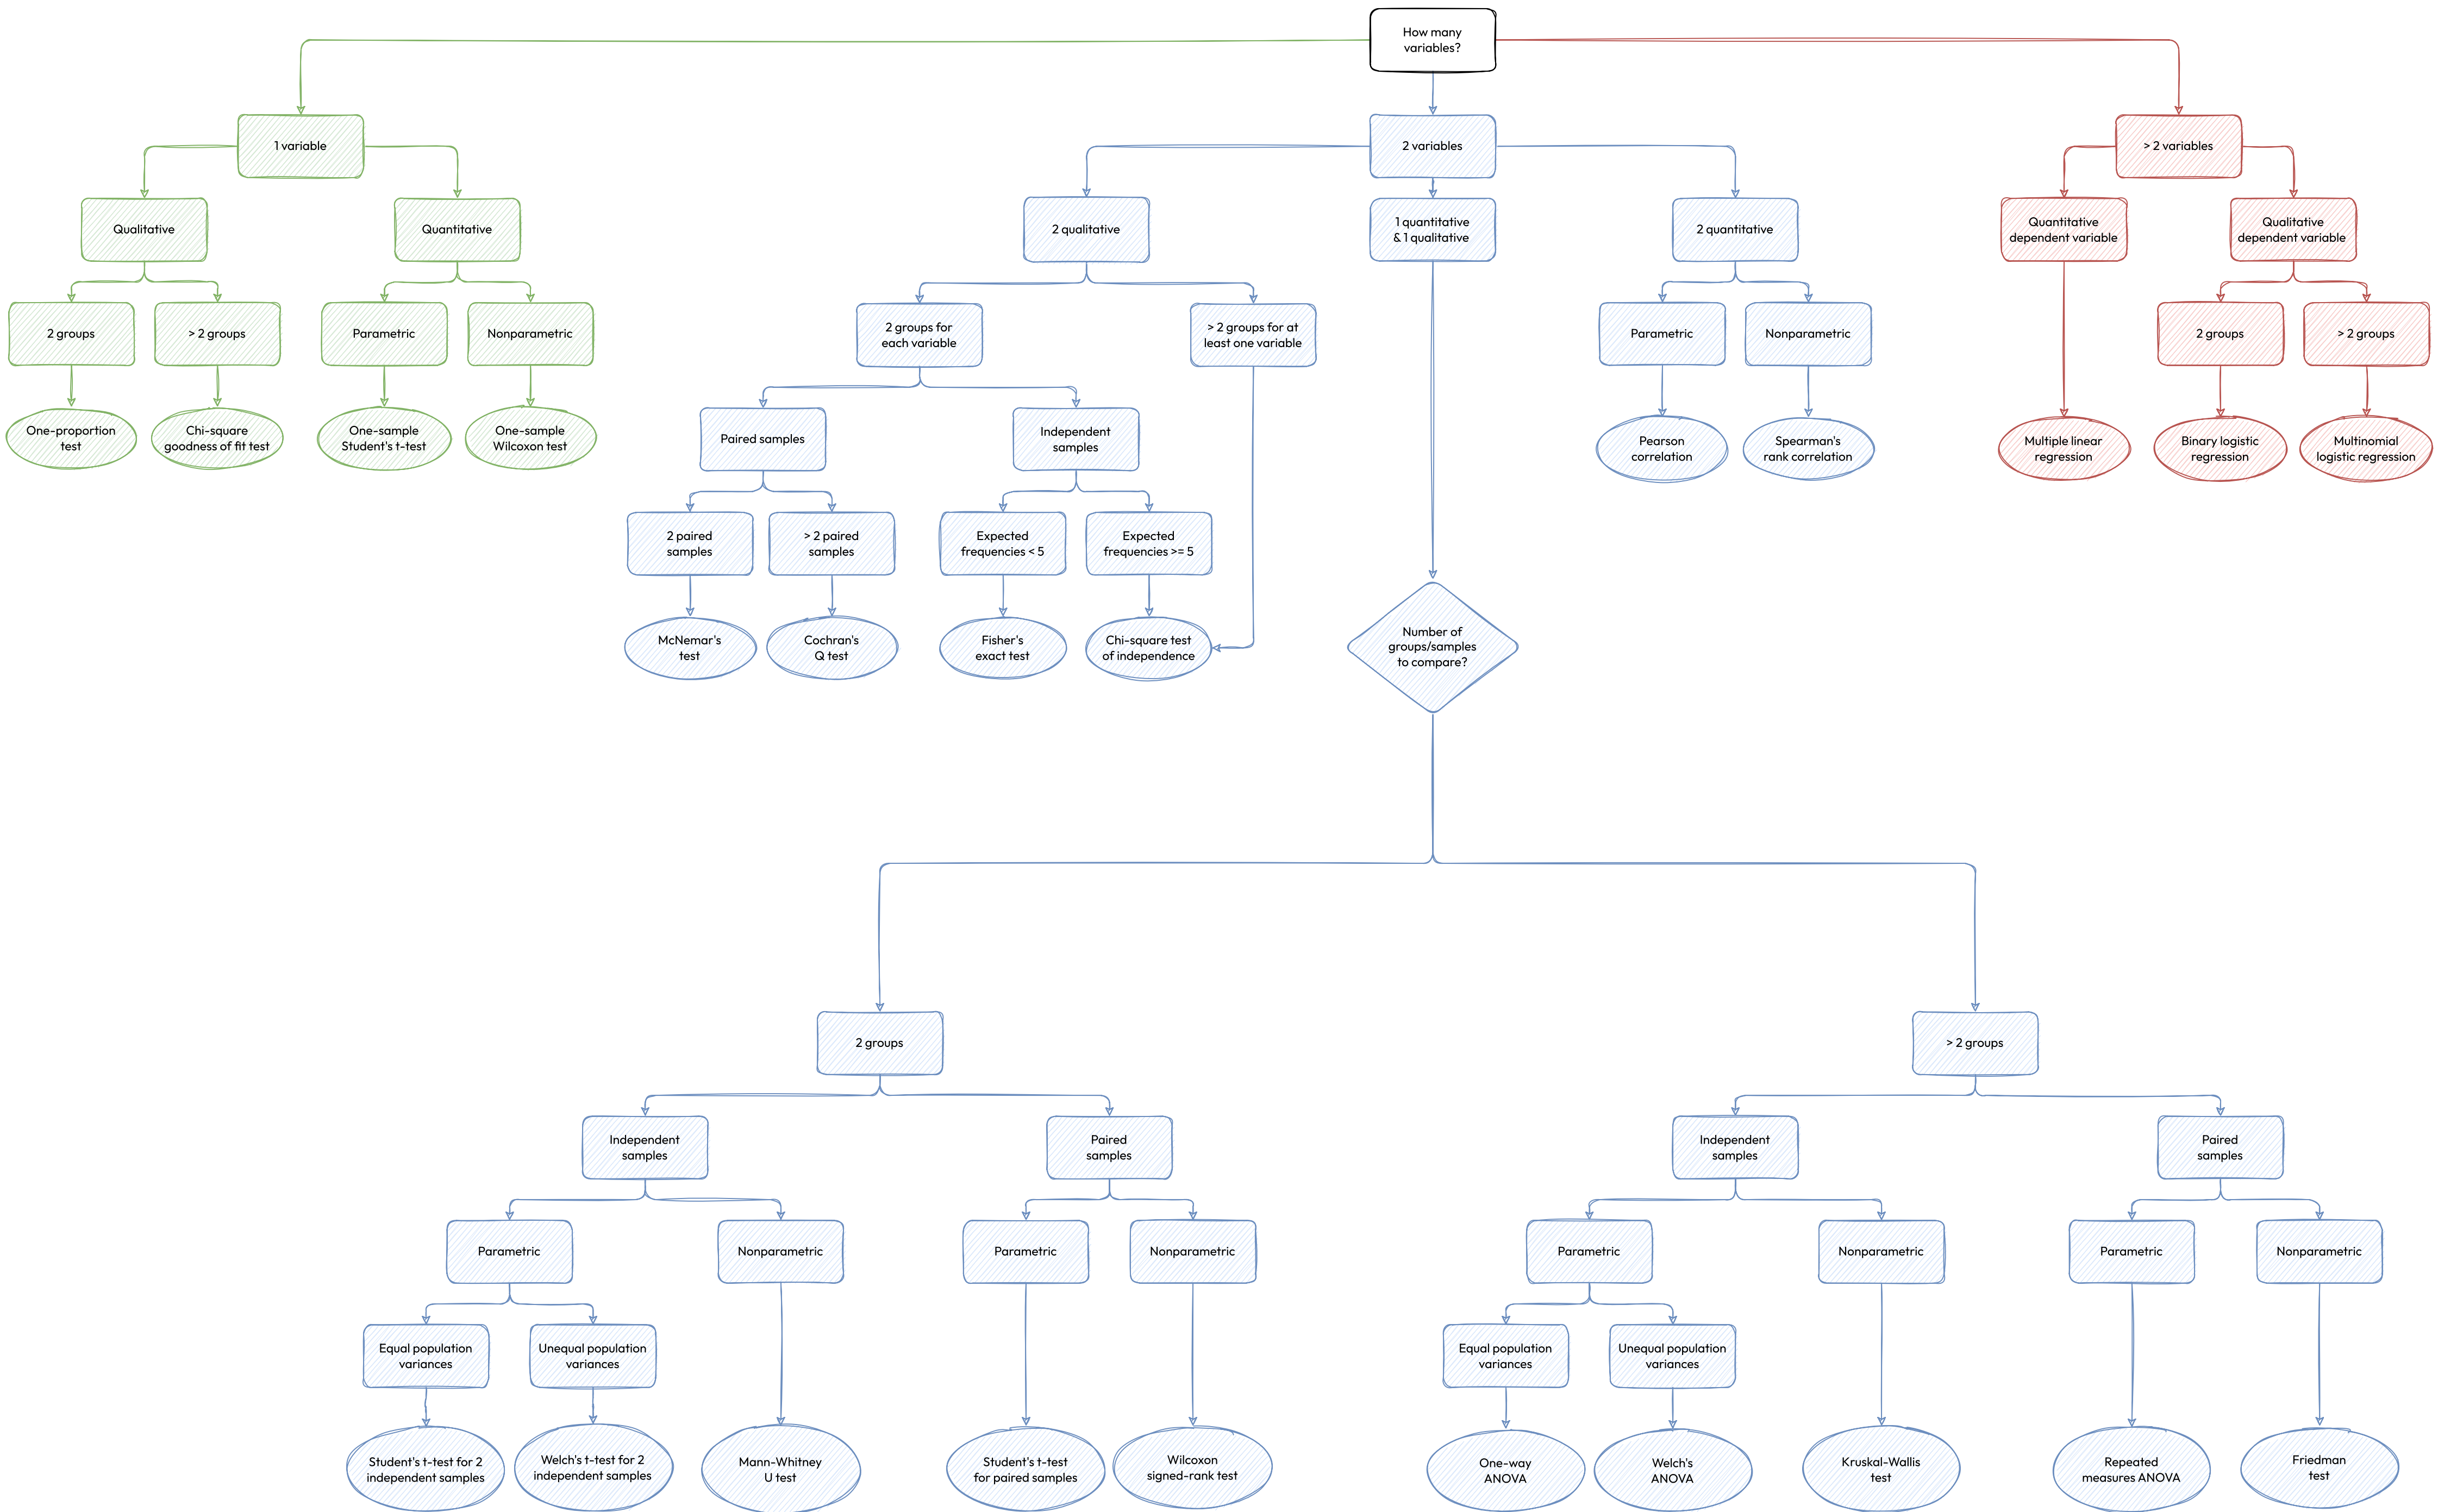 How many
variables?
1 variable
2 variables
> 2 variables
Qualitative
Quantitative
2 qualitative
1 quantitative
& 1 qualitative
2 quantitative
Quantitative
dependent variable
Qualitative
dependent variable
2 groups
> 2 groups
Parametric
Nonparametric
2 groups for
each variable
> 2 groups for at
least one variable
Parametric
Nonparametric
2 groups
> 2 groups
One-proportion
test
Chi-square
goodness of fit test
One-sample
Student's t-test
One-sample
Wilcoxon test
Paired samples
Independent
samples
Pearson
correlation
Spearman's
rank correlation
Multiple linear
regression
Binary logistic
regression
Multinomial
logistic regression
2 paired
samples
> 2 paired
samples
Expected
frequencies < 5
Expected
frequencies >= 5
McNemar's
test
Cochran's
Q test
Fisher's
exact test
Chi-square test
of independence
Number of
groups/samples
to compare?
2 groups
> 2 groups
Independent
samples
Paired
samples
Independent
samples
Paired
samples
Parametric
Nonparametric
Parametric
Nonparametric
Parametric
Nonparametric
Parametric
Nonparametric
Equal population
variances
Unequal population
variances
Equal population
variances
Unequal population
variances
Student's t-test for 2
independent samples
Welch's t-test for 2
independent samples
Mann-Whitney
U test
Student's t-test
for paired samples
Wilcoxon
signed-rank test
One-way
ANOVA
Welch's
ANOVA
Kruskal-Wallis
test
Repeated
measures ANOVA
Friedman
test